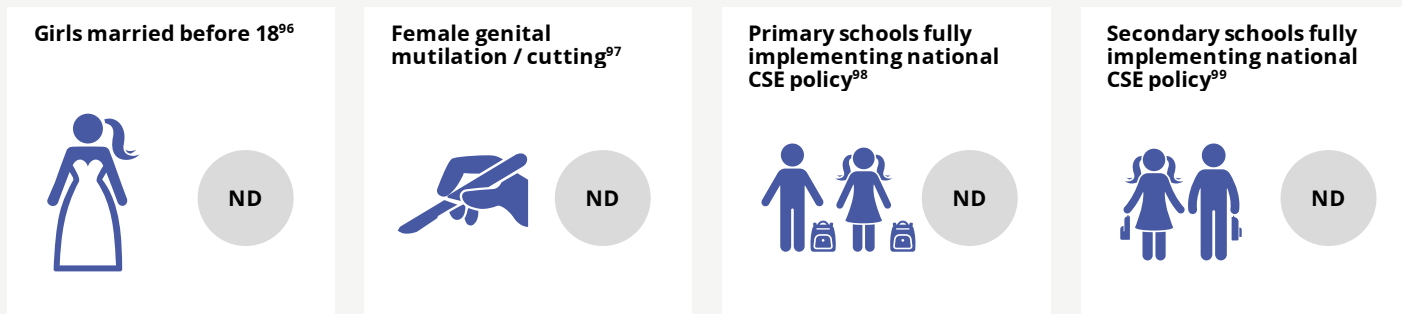 Girls married before 18⁹⁶
ND
Female genital
mutilation / cutting⁹⁷
ND
Primary schools fully
implementing national
CSE policy⁹⁸
ND
Secondary schools fully
implementing national
CSE policy⁹⁹
ND